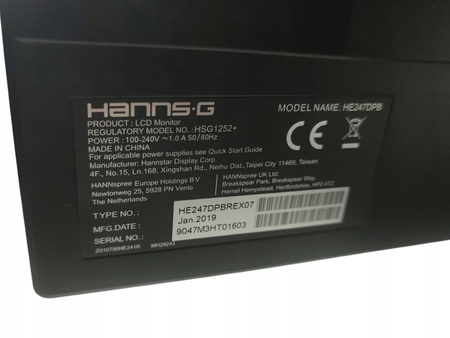 HANNS·G
MODEL NAME: HE247DPB
PRODUCT : LCD Monitor
REGULATORY MODEL NO. : HSG1252+
POWER : 100-240V ~ 1.0 A 50/60Hz
MADE IN CHINA
For applicable power supplies see Quick Start Guide
Manufacturer: Hannstar Display Corp.
4F., No.15, Ln.168, Xingshan Rd., Neihu Dist., Taipei City 11469, Taiwan
HANNspree Europe Holdings B.V
Newtonweg 25, 5928 PN Venlo
The Netherlands
HANNspree UK Ltd:
Breakspear Park, Breakspear Way,
Hemel Hempstead, Hertfordshire, HP2 4TZ
TYPE NO.: HE247DPBREX07
MFG.DATE: Jan.2019
SERIAL NO.: 9047M3HT01603
MH29243